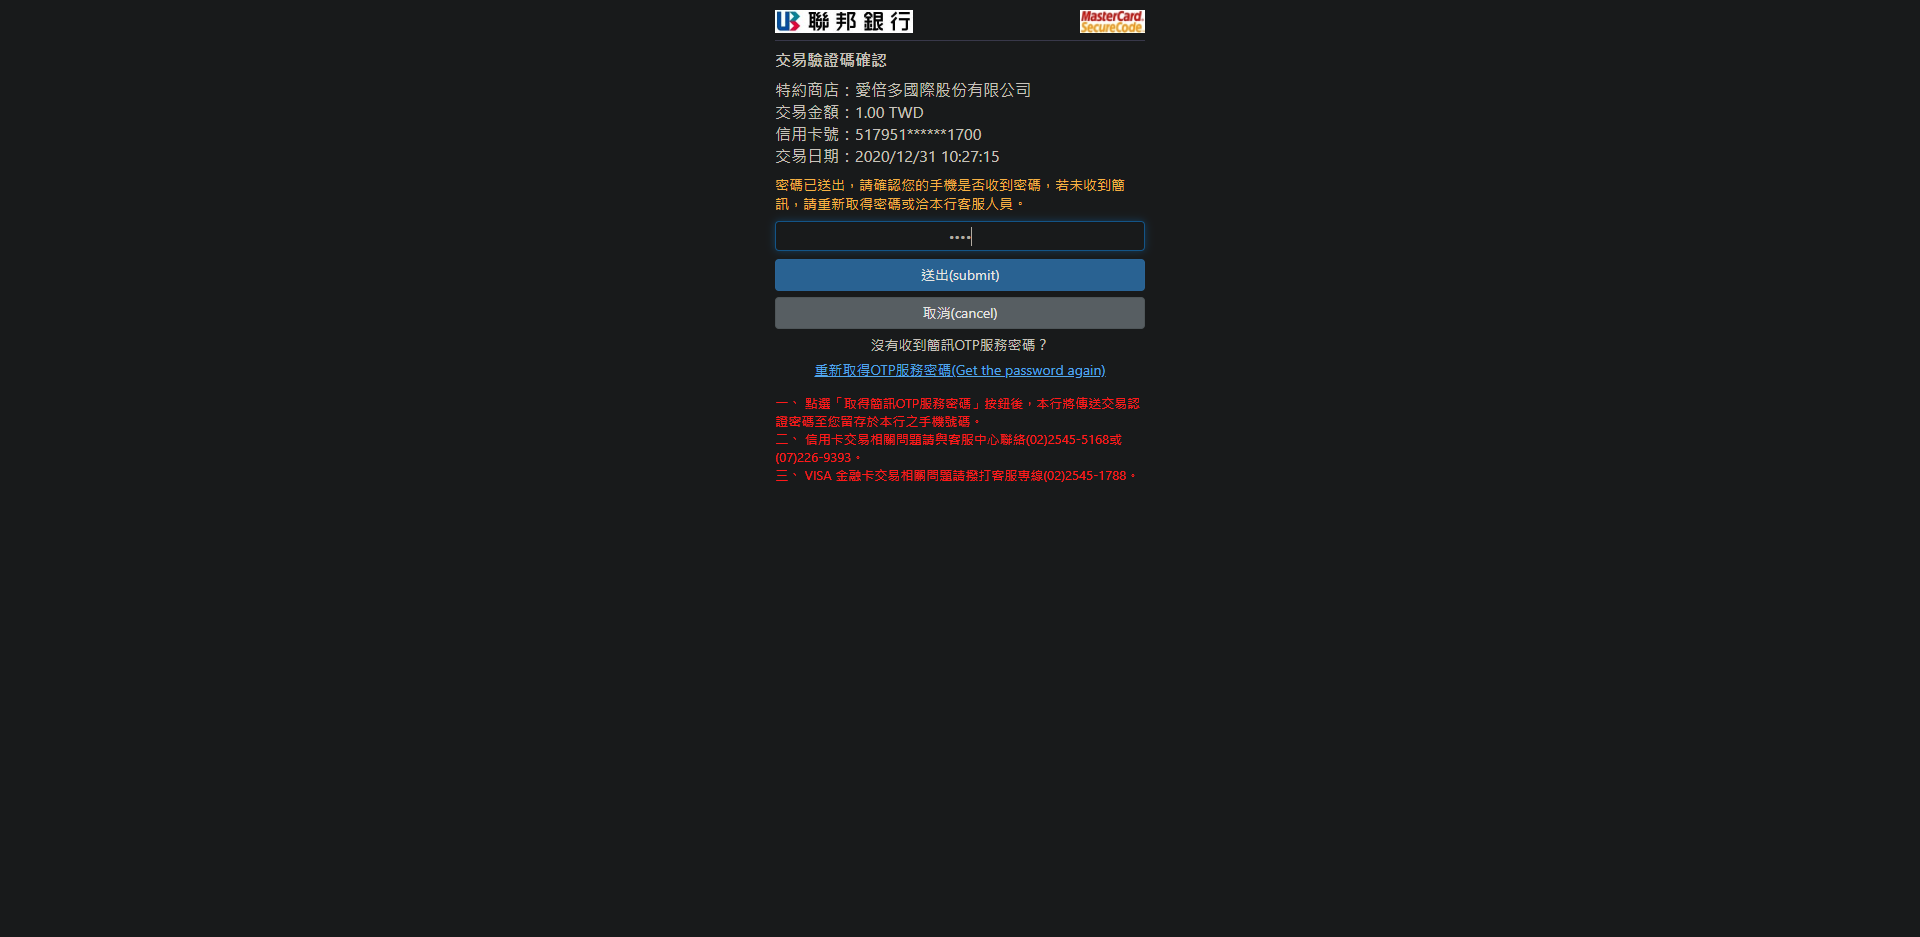 UB 聯邦銀行
MasterCard.
SecureCode.
交易驗證碼確認
特約商店：愛倍多國際股份有限公司
交易金額：1.00 TWD
信用卡號：517951******1700
交易日期：2020/12/31 10:27:15
密碼已送出，請確認您的手機是否收到密碼，若未收到簡
訊，請重新取得密碼或洽本行客服人員。
••••
送出(submit)
取消(cancel)
沒有收到簡訊OTP服務密碼？
重新取得OTP服務密碼(Get the password again)
一、 點選「取得簡訊OTP服務密碼」按鈕後，本行將傳送交易認
證密碼至您留存於本行之手機號碼。
二、 信用卡交易相關問題請與客服中心聯絡(02)2545-5168或
(07)226-9393。
三、 VISA 金融卡交易相關問題請撥打客服專線(02)2545-1788。